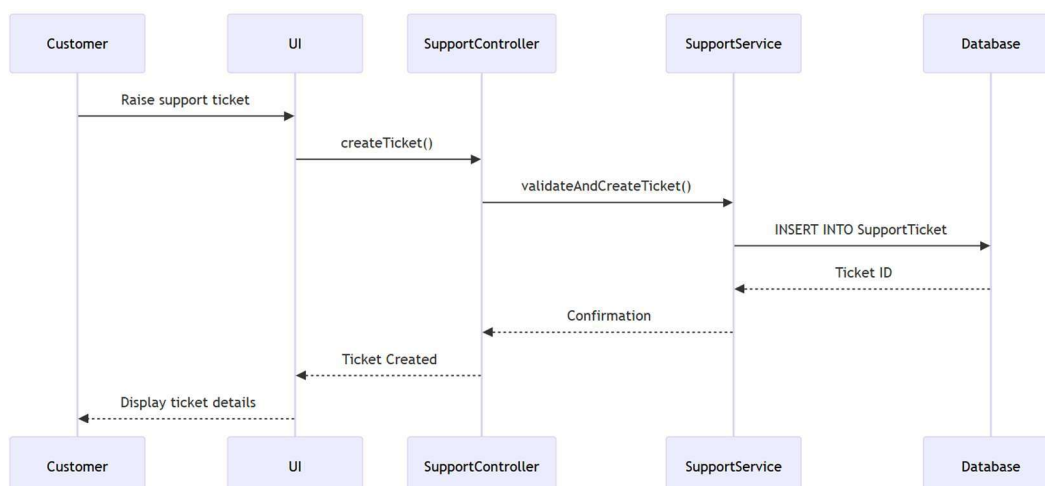 Customer
UI
SupportController
SupportService
Database
Raise support ticket
createTicket()
validateAndCreateTicket()
INSERT INTO SupportTicket
Ticket ID
Confirmation
Ticket Created
Display ticket details
Customer
UI
SupportController
SupportService
Database